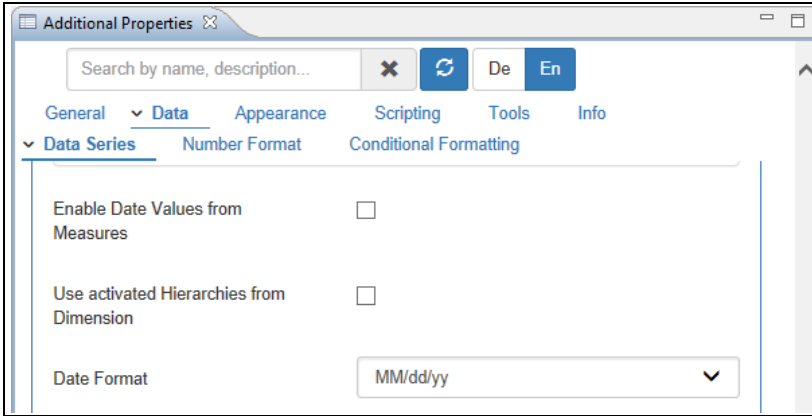 Additional Properties
Search by name, description... De En
General Data Appearance Scripting Tools Info
Data Series Number Format Conditional Formatting
Enable Date Values from
Measures
Use activated Hierarchies from
Dimension
Date Format MM/dd/yy